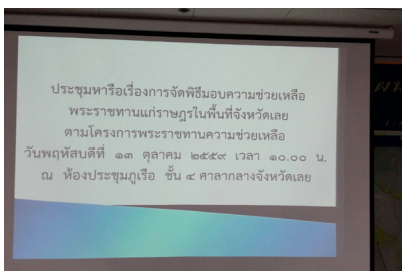 ประชุมหารือเรื่องการจัดพิธีมอบความช่วยเหลือ
พระราชทานแก่ราษฎรในพื้นที่จังหวัดเลย
ตามโครงการพระราชทานความช่วยเหลือ
วันพฤหัสบดีที่ ๑๓ ตุลาคม ๒๕๕๙ เวลา ๑๐.๐๐ น.
ณ ห้องประชุมภูเรือ ชั้น ๔ ศาลากลางจังหวัดเลย